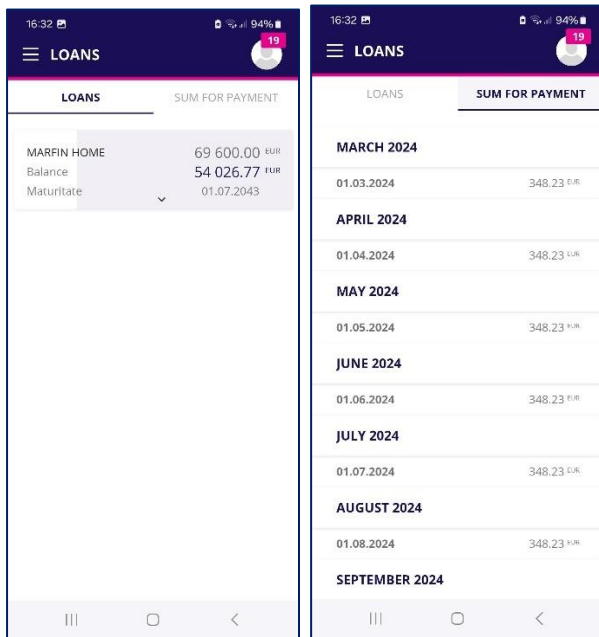 16:32 94%
19
LOANS
LOANS SUM FOR PAYMENT
MARFIN HOME 69 600.00 EUR
Balance 54 026.77 EUR
Maturitate 01.07.2043
16:32 94%
19
LOANS
LOANS SUM FOR PAYMENT
MARCH 2024
01.03.2024 348.23 EUR
APRIL 2024
01.04.2024 348.23 EUR
MAY 2024
01.05.2024 348.23 EUR
JUNE 2024
01.06.2024 348.23 EUR
JULY 2024
01.07.2024 348.23 EUR
AUGUST 2024
01.08.2024 348.23 EUR
SEPTEMBER 2024